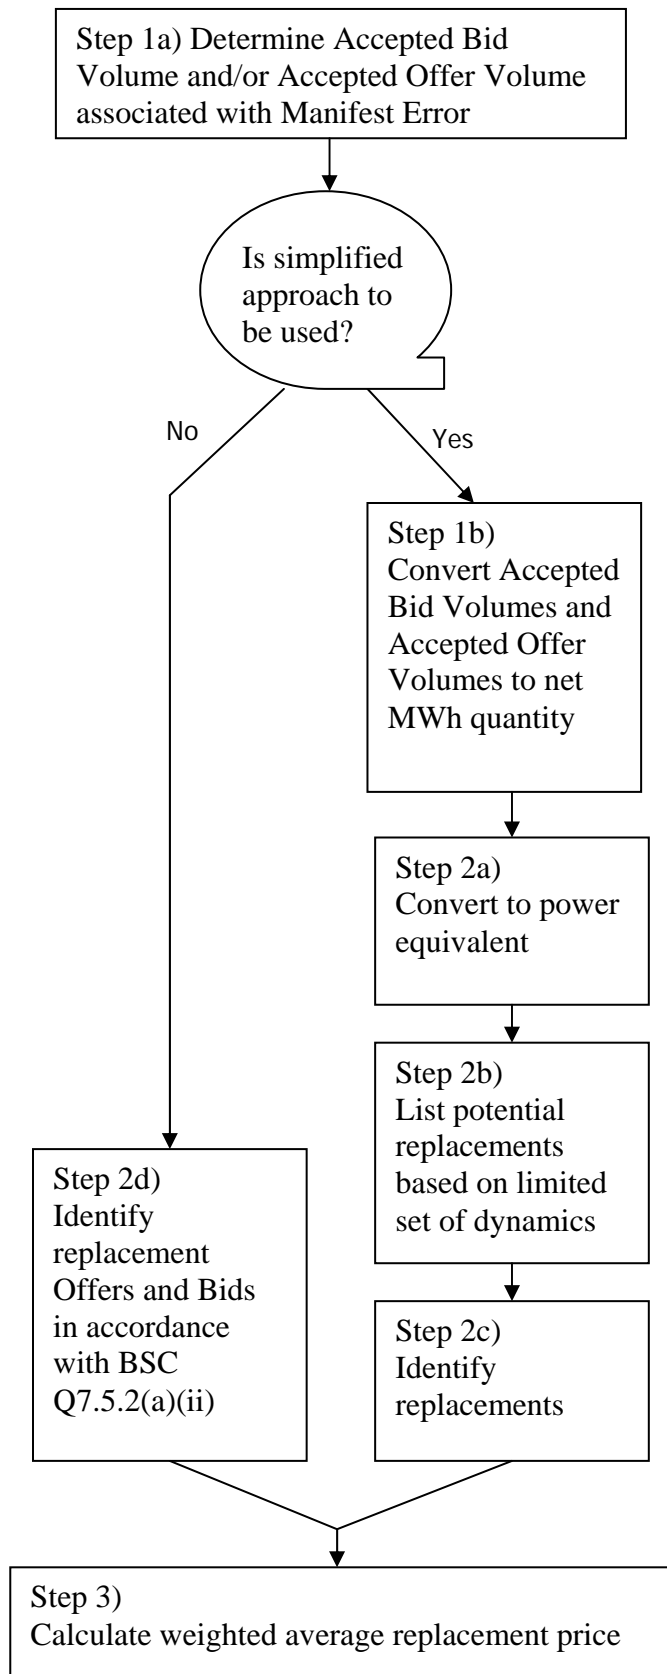 Step 1a) Determine Accepted Bid
Volume and/or Accepted Offer Volume
associated with Manifest Error
Is simplified
approach to
be used?
No
Yes
Step 1b)
Convert Accepted
Bid Volumes and
Accepted Offer
Volumes to net
MWh quantity
Step 2a)
Convert to power
equivalent
Step 2b)
List potential
replacements
based on limited
set of dynamics
Step 2d)
Identify
replacement
Offers and Bids
in accordance
with BSC
Q7.5.2(a)(ii)
Step 2c)
Identify
replacements
Step 3)
Calculate weighted average replacement price